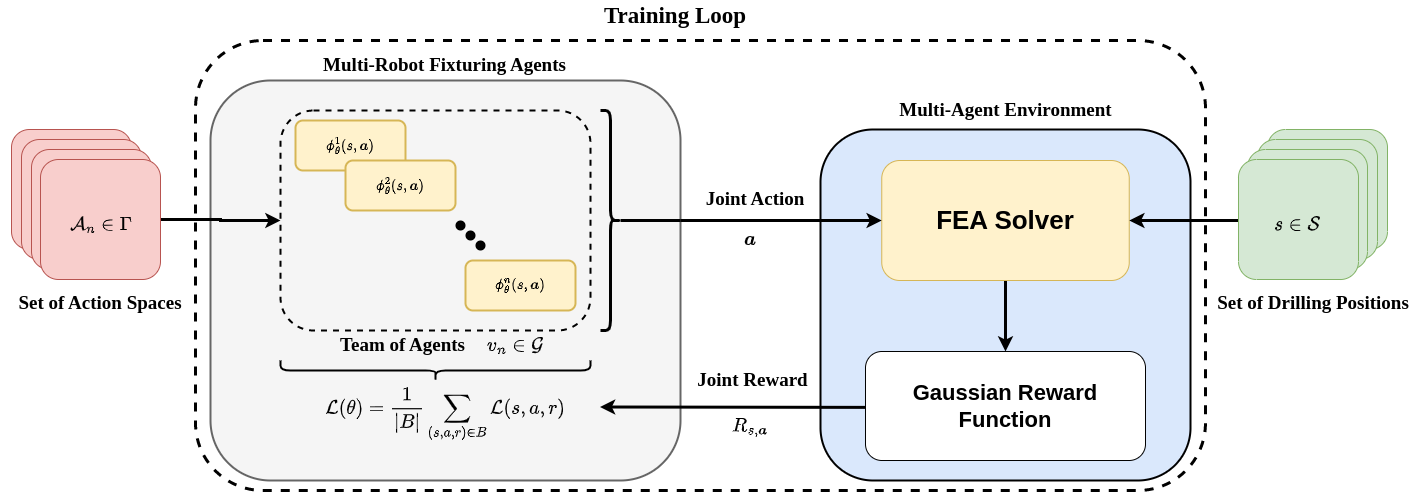 Training Loop
Multi-Robot Fixturing Agents
Multi-Agent Environment
$\phi_\theta^1(s, a)$
$\phi_\theta^2(s, a)$
$\phi_\theta^n(s, a)$
$\mathcal{A}_n \in \Gamma$
Set of Action Spaces
Joint Action
$\boldsymbol{a}$
FEA Solver
$s \in \mathcal{S}$
Set of Drilling Positions
Team of Agents $v_n \in \mathcal{G}$
$\mathcal{L}(\theta) = \frac{1}{|B|} \sum_{(s,a,r) \in B} \mathcal{L}(s, a, r)$
Joint Reward
$R_{s,\boldsymbol{a}}$
Gaussian Reward
Function